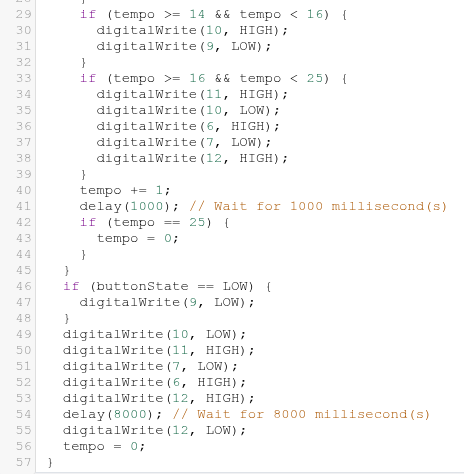 28 }
29 if (tempo >= 14 && tempo < 16) {
30 digitalWrite(10, HIGH);
31 digitalWrite(9, LOW);
32 }
33 if (tempo >= 16 && tempo < 25) {
34 digitalWrite(11, HIGH);
35 digitalWrite(10, LOW);
36 digitalWrite(6, HIGH);
37 digitalWrite(7, LOW);
38 digitalWrite(12, HIGH);
39 }
40 tempo += 1;
41 delay(1000); // Wait for 1000 millisecond(s)
42 if (tempo == 25) {
43 tempo = 0;
44 }
45 }
46 if (buttonState == LOW) {
47 digitalWrite(9, LOW);
48 }
49 digitalWrite(10, LOW);
50 digitalWrite(11, HIGH);
51 digitalWrite(7, LOW);
52 digitalWrite(6, HIGH);
53 digitalWrite(12, HIGH);
54 delay(8000); // Wait for 8000 millisecond(s)
55 digitalWrite(12, LOW);
56 tempo = 0;
57 }